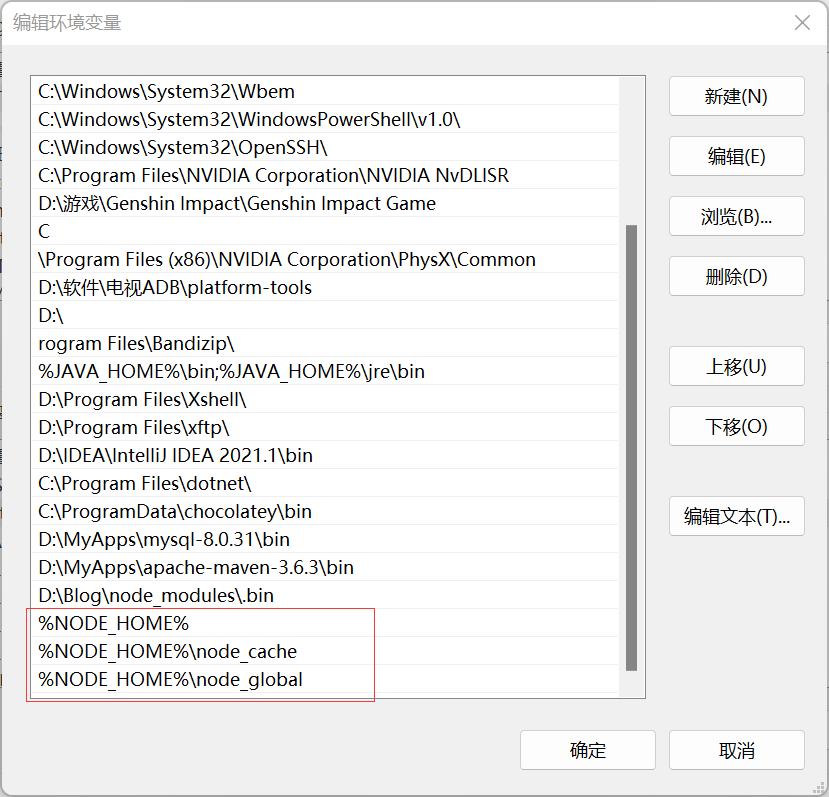 编辑环境变量
C:\Windows\System32\Wbem
C:\Windows\System32\WindowsPowerShell\v1.0\
C:\Windows\System32\OpenSSH\
C:\Program Files\NVIDIA Corporation\NVIDIA NvDLISR
D:\游戏\Genshin Impact\Genshin Impact Game
C
\Program Files (x86)\NVIDIA Corporation\PhysX\Common
D:\软件\电视ADB\platform-tools
D:\
rogram Files\Bandizip\
%JAVA_HOME%\bin;%JAVA_HOME%\jre\bin
D:\Program Files\Xshell\
D:\Program Files\xftp\
D:\IDEA\IntelliJ IDEA 2021.1\bin
C:\Program Files\dotnet\
C:\ProgramData\chocolatey\bin
D:\MyApps\mysql-8.0.31\bin
D:\MyApps\apache-maven-3.6.3\bin
D:\Blog\node_modules\.bin
%NODE_HOME%
%NODE_HOME%\node_cache
%NODE_HOME%\node_global
新建(N)
编辑(E)
浏览(B)...
删除(D)
上移(U)
下移(O)
编辑文本(T)...
确定
取消